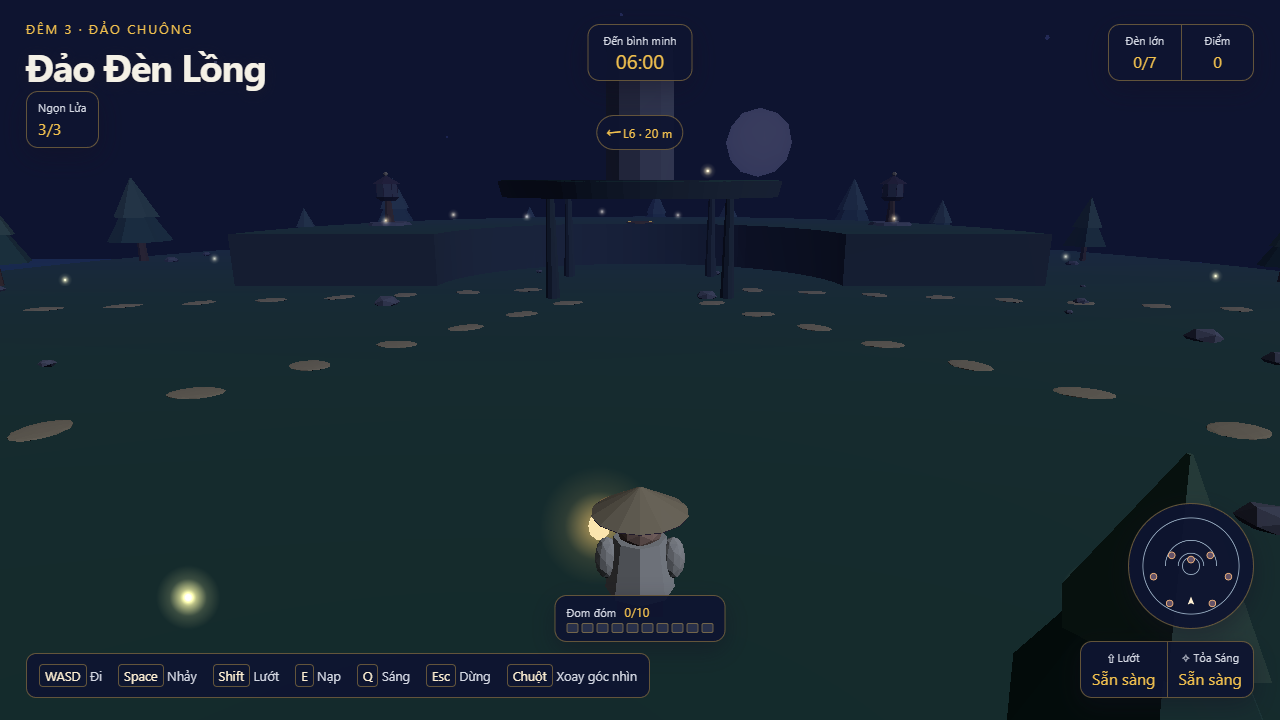 ĐÊM 3 · ĐẢO CHUÔNG
Đảo Đèn Lồng
Ngọn Lửa
3/3
Đến bình minh
06:00
← L6 · 20 m
Đèn lớn
0/7
Điểm
0
Đom đóm 0/10
WASD Đi Space Nhảy Shift Lướt E Nạp Q Sáng Esc Dừng Chuột Xoay góc nhìn
⇧ Lướt
Sẵn sàng
✧ Tỏa Sáng
Sẵn sàng